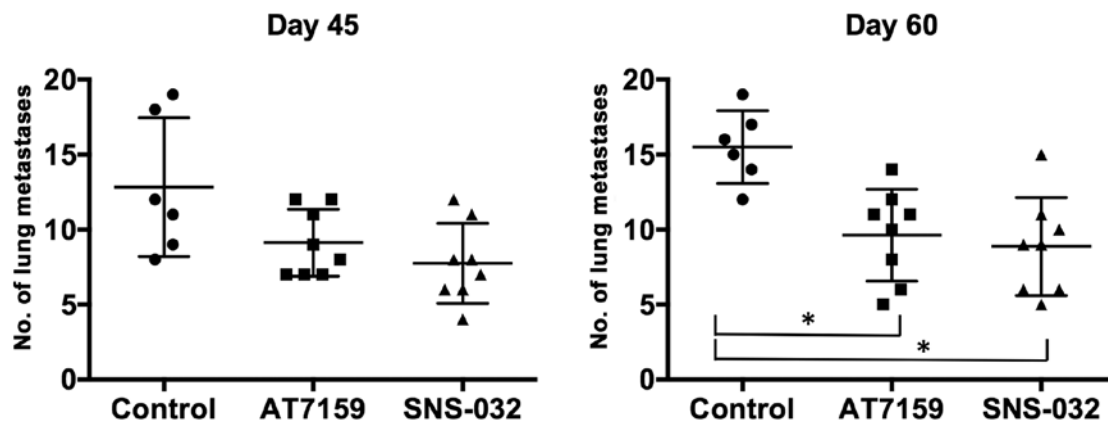 Day 45
No. of lung metastases
20
15
10
5
0
Control AT7159 SNS-032
Day 60
No. of lung metastases
20
15
10
5
0
*
*
Control AT7159 SNS-032